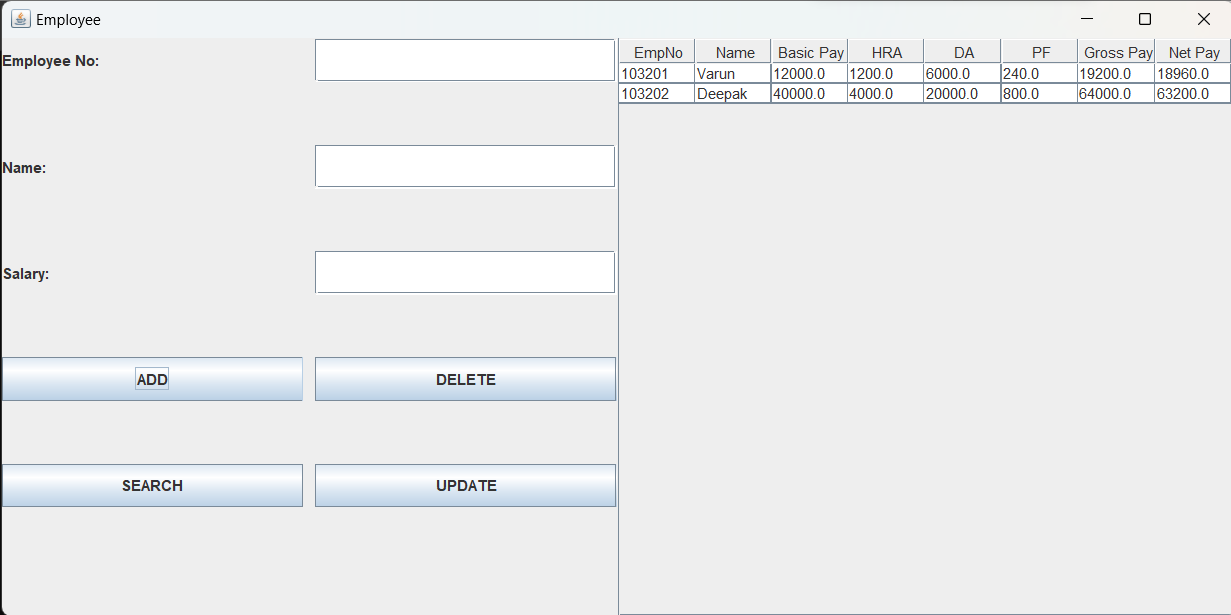 Employee
Employee No:
Name:
Salary:
ADD DELETE
SEARCH UPDATE
EmpNo Name Basic Pay HRA DA PF Gross Pay Net Pay
103201 Varun 12000.0 1200.0 6000.0 240.0 19200.0 18960.0
103202 Deepak 40000.0 4000.0 20000.0 800.0 64000.0 63200.0